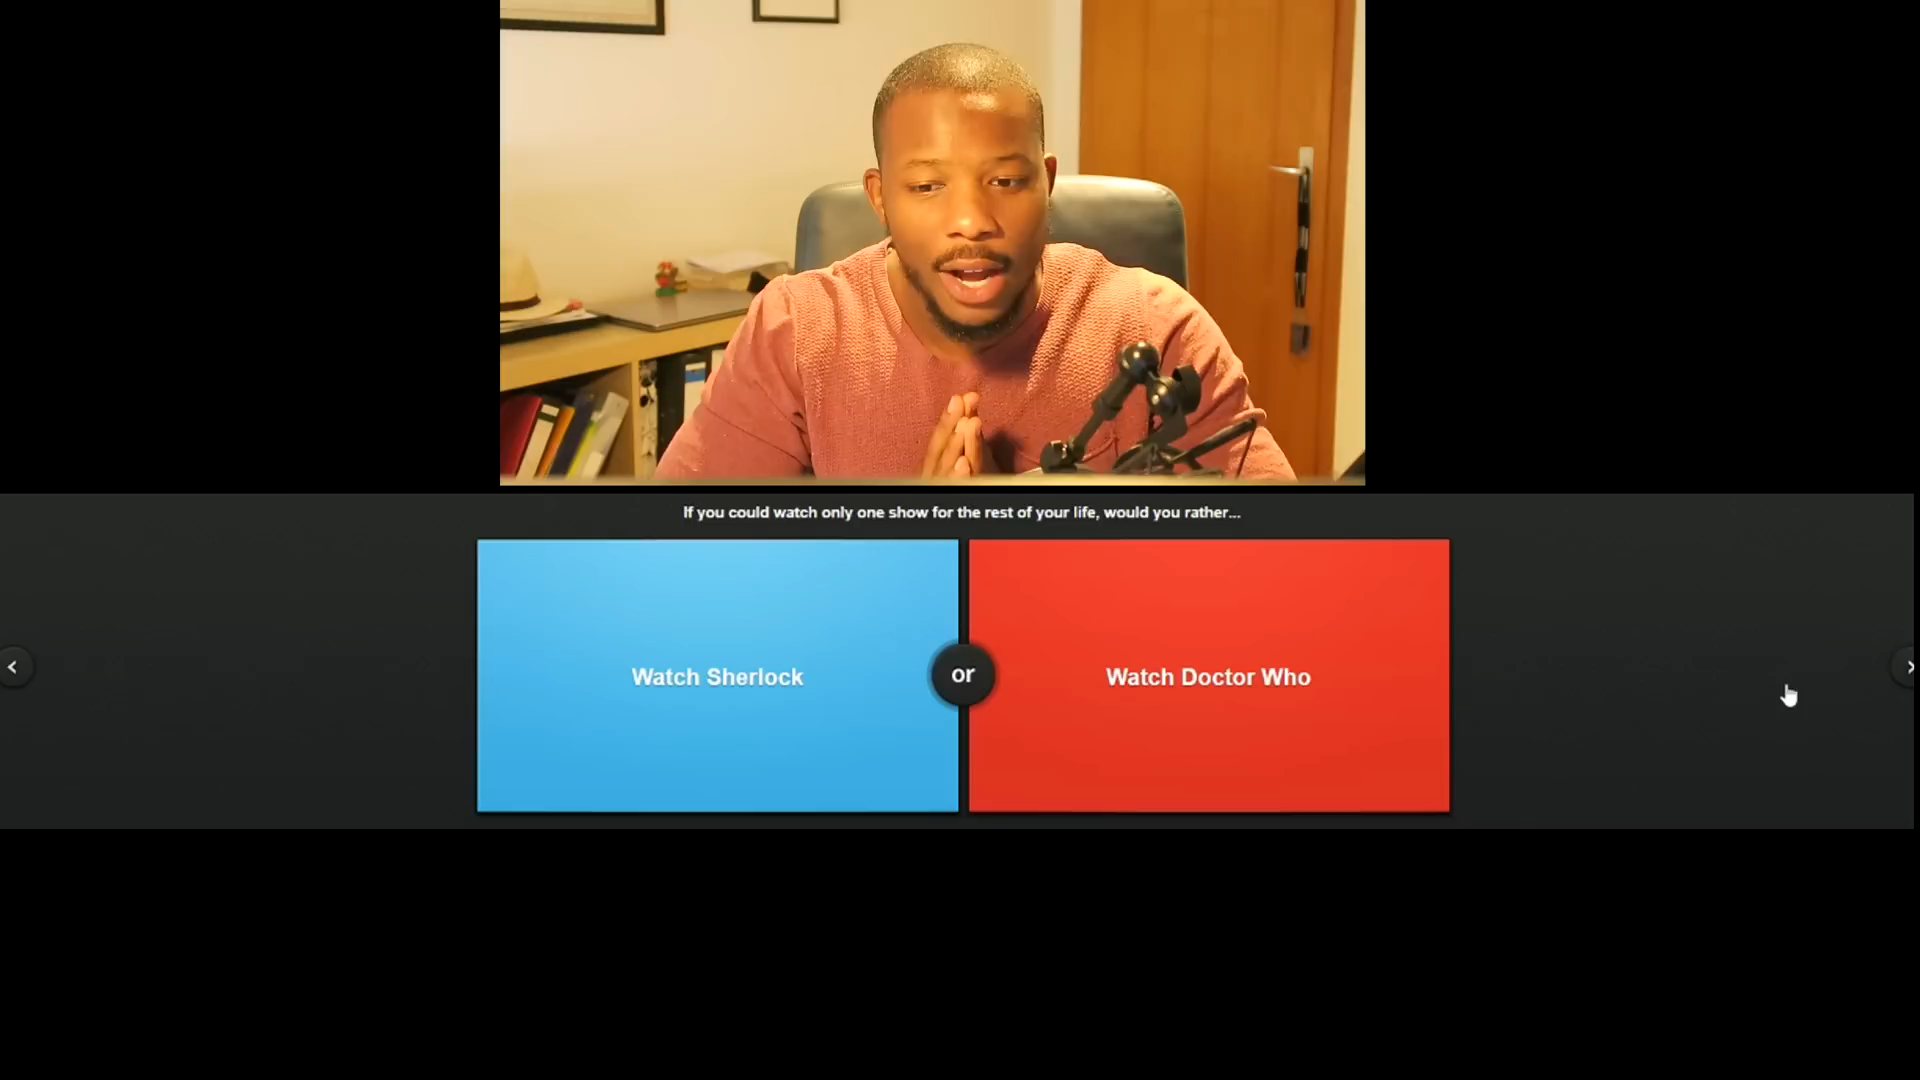 If you could watch only one show for the rest of your life, would you rather...
Watch Sherlock
or
Watch Doctor Who